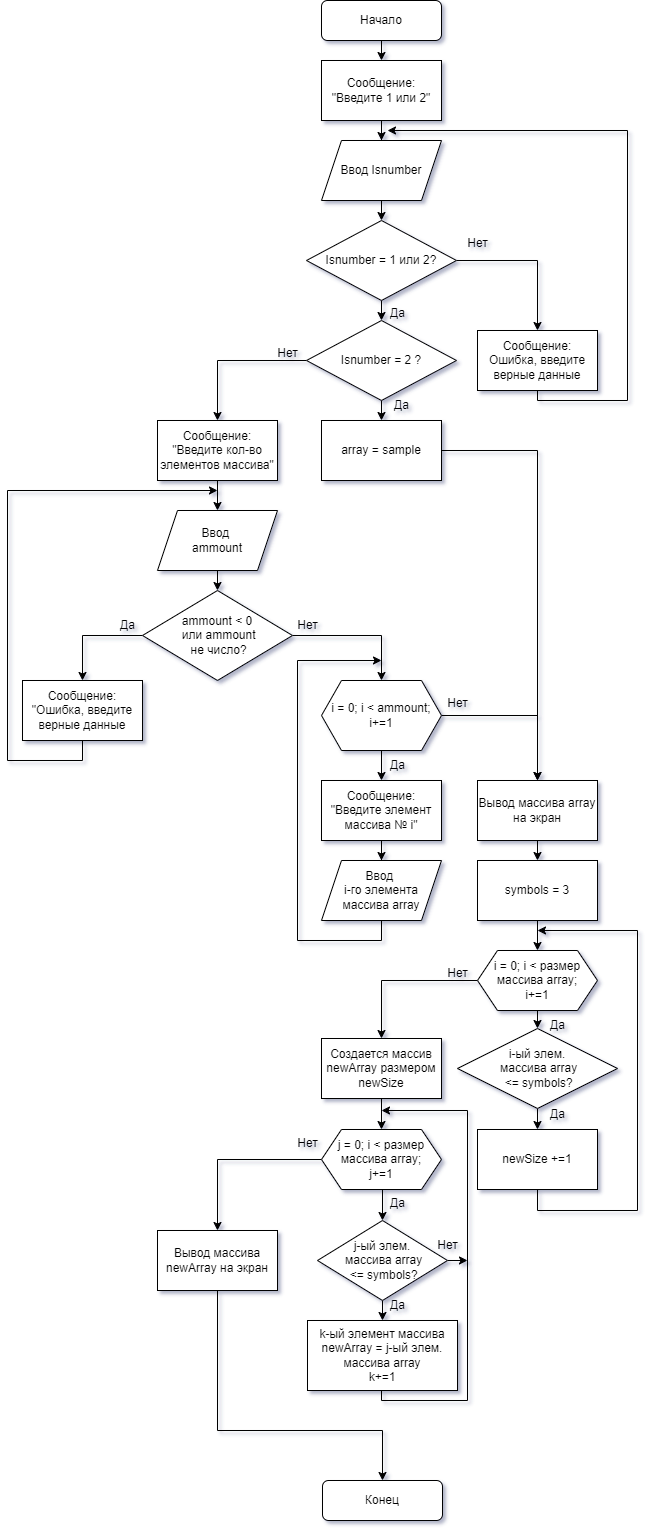 Начало
Сообщение:
"Введите 1 или 2"
Ввод Isnumber
Isnumber = 1 или 2?
Нет
Да
Сообщение:
Ошибка, введите
верные данные
Isnumber = 2 ?
Нет
Да
Сообщение:
"Введите кол-во
элементов массива"
array = sample
Ввод
ammount
ammount < 0
или ammount
не число?
Да
Нет
Сообщение:
"Ошибка, введите
верные данные
i = 0; i < ammount;
i+=1
Нет
Да
Сообщение:
"Введите элемент
массива № i"
Вывод массива array
на экран
Ввод
i-го элемента
массива array
symbols = 3
i = 0; i < размер
массива array;
i+=1
Нет
Да
Создается массив
newArray размером
newSize
i-ый элем.
массива array
<= symbols?
Да
newSize +=1
j = 0; i < размер
массива array;
j+=1
Нет
Да
Вывод массива
newArray на экран
j-ый элем.
массива array
<= symbols?
Нет
Да
k-ый элемент массива
newArray = j-ый элем.
массива array
k+=1
Конец